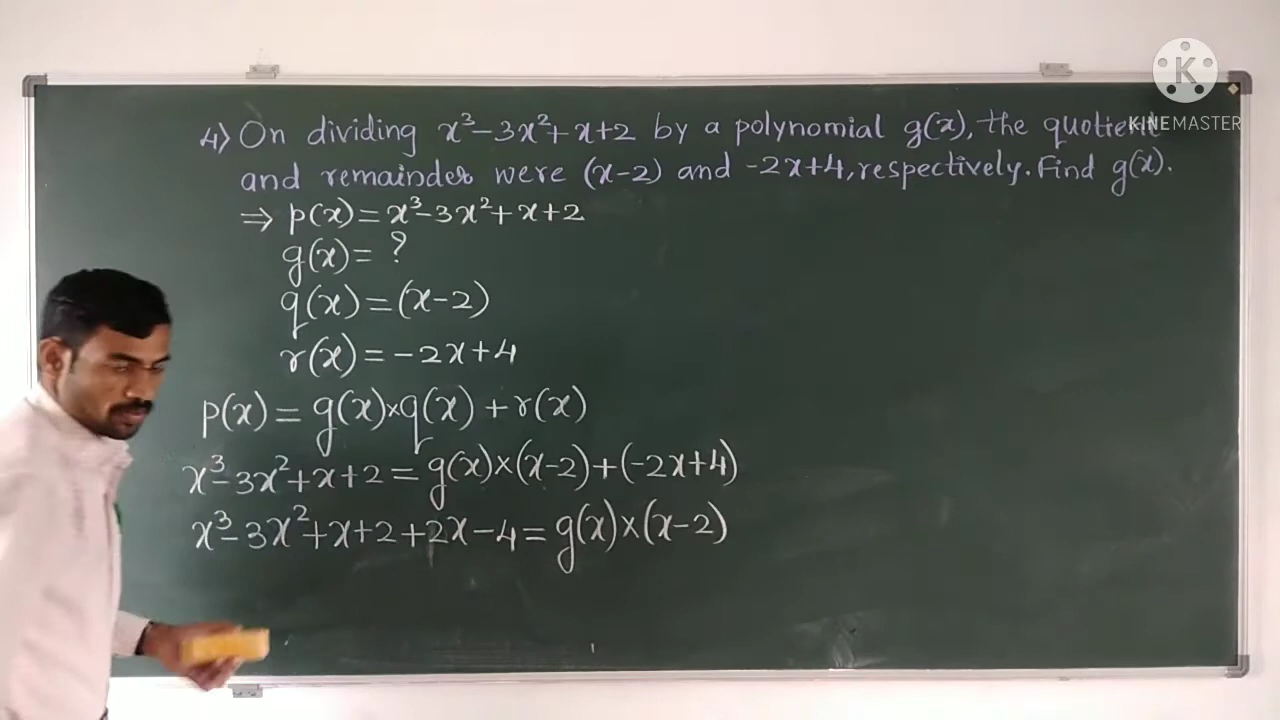 4) On dividing x³-3x²+x+2 by a polynomial g(x), the quotient
and remainder were (x-2) and -2x+4, respectively. Find g(x).
⇒ p(x)=x³-3x²+x+2
g(x)= ?
q(x)=(x-2)
r(x)=-2x+4
p(x)=g(x)×q(x)+r(x)
x³-3x²+x+2=g(x)×(x-2)+(-2x+4)
x³-3x²+x+2+2x-4=g(x)×(x-2)
K
KINEMASTER